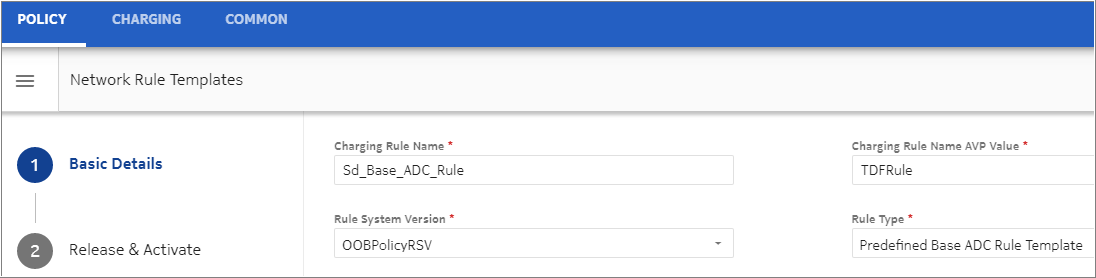 POLICY CHARGING COMMON
Network Rule Templates
1 Basic Details
Charging Rule Name * Charging Rule Name AVP Value *
Sd_Base_ADC_Rule TDFRule
Rule System Version * Rule Type *
OOBPolicyRSV Predefined Base ADC Rule Template
2 Release & Activate